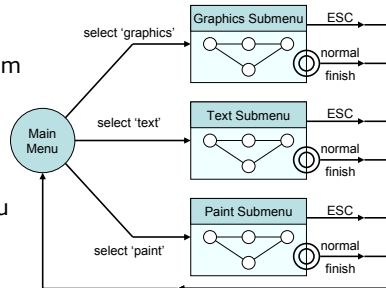 Graphics Submenu
ESC
select ‘graphics’
normal
finish
m
Text Submenu
ESC
select ‘text’
Main
Menu
normal
finish
u
Paint Submenu
ESC
select ‘paint’
normal
finish